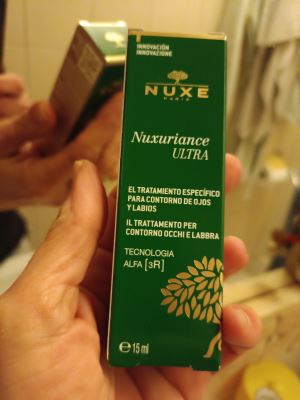 INNOVACIÓN
INNOVAZIONE
NUXE
PARIS
Nuxuriance
ULTRA
EL TRATAMIENTO ESPECÍFICO
PARA CONTORNO DE OJOS
Y LABIOS
IL TRATTAMENTO PER
CONTORNO OCCHI E LABBRA
TECNOLOGIA
ALFA [3R]
℮ 15 ml